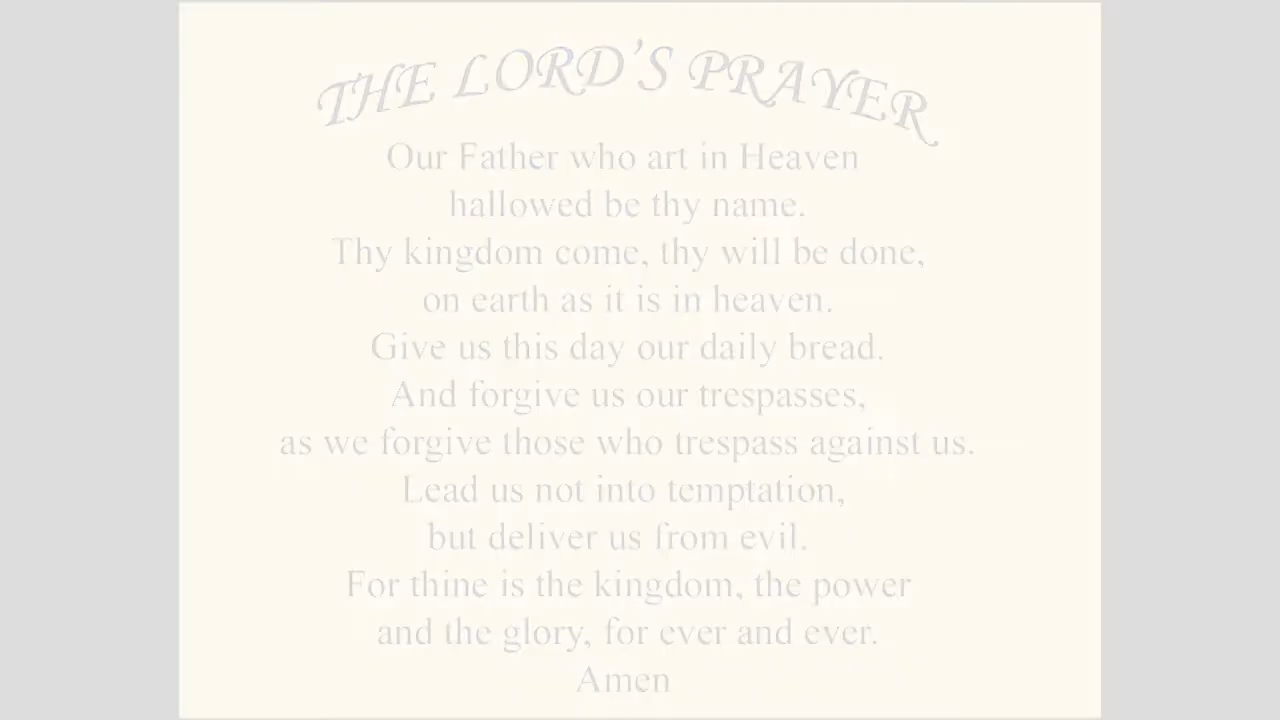 THE LORD'S PRAYER
Our Father who art in Heaven
hallowed be thy name.
Thy kingdom come, thy will be done,
on earth as it is in heaven.
Give us this day our daily bread.
And forgive us our trespasses,
as we forgive those who trespass against us.
Lead us not into temptation,
but deliver us from evil.
For thine is the kingdom, the power
and the glory, for ever and ever.
Amen